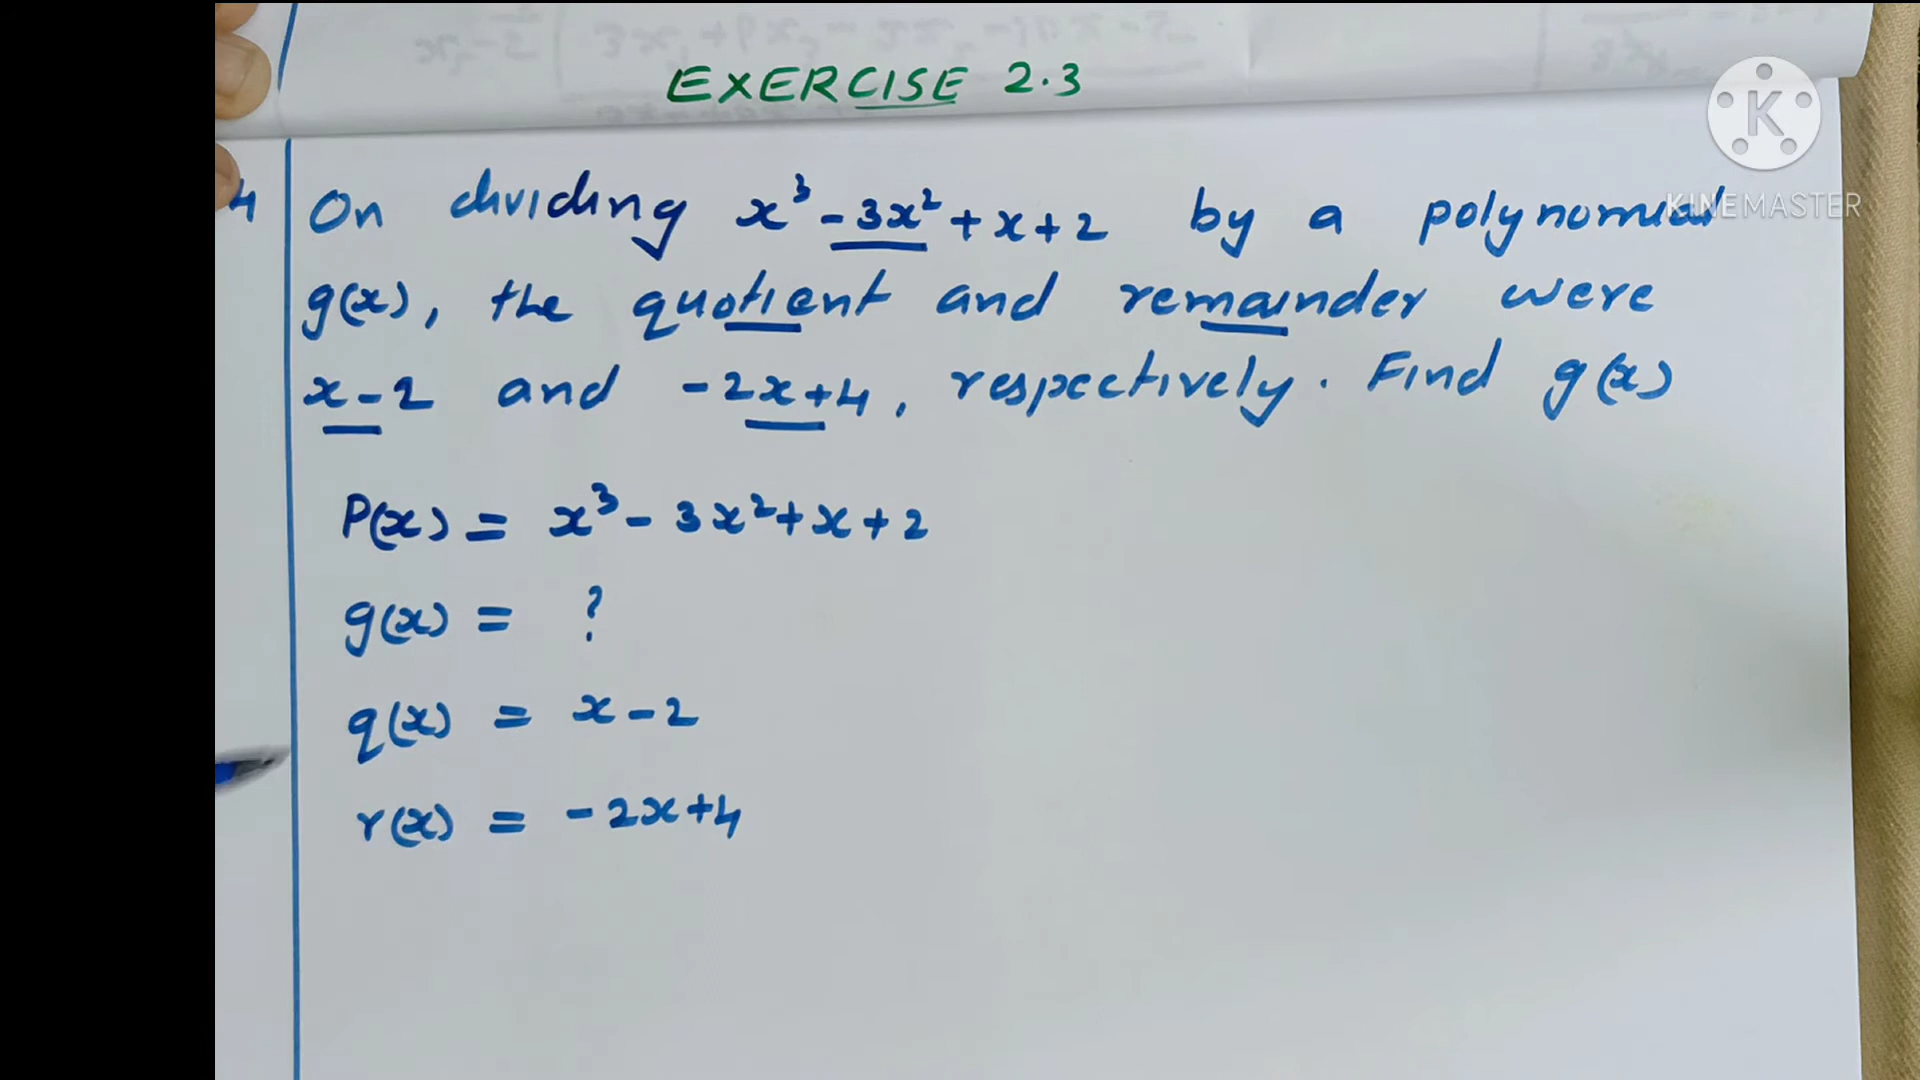 EXERCISE 2.3
K
KINEMASTER
4 On dividing x³ - 3x² + x + 2 by a polynomial
g(x), the quotient and remainder were
x - 2 and - 2x + 4, respectively. Find g(x)
P(x) = x³ - 3x² + x + 2
g(x) = ?
q(x) = x - 2
r(x) = - 2x + 4